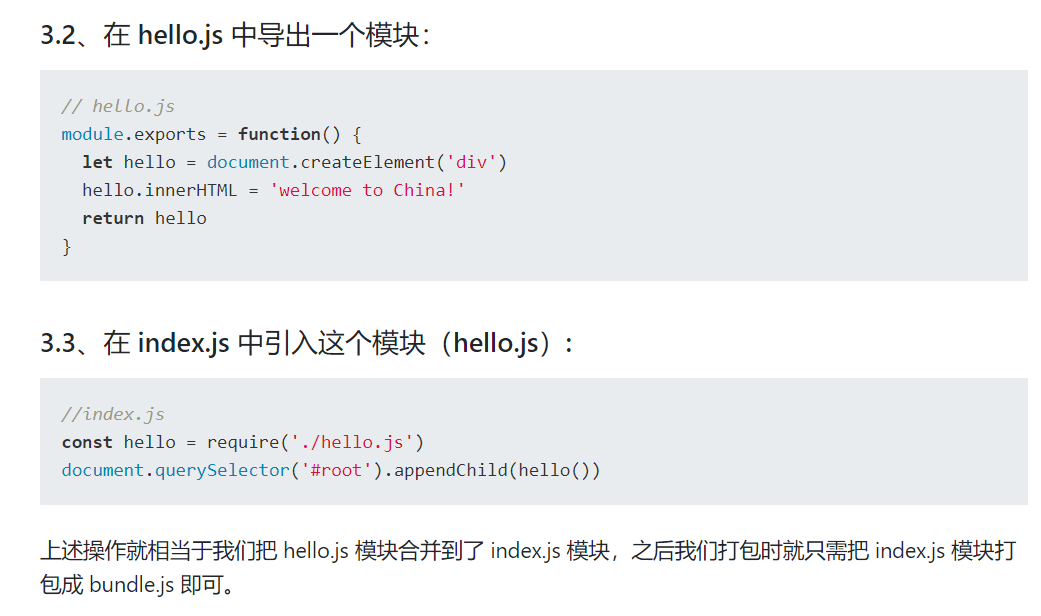 3.2、在 hello.js 中导出一个模块：
// hello.js
module.exports = function() {
  let hello = document.createElement('div')
  hello.innerHTML = 'welcome to China!'
  return hello
}
3.3、在 index.js 中引入这个模块（hello.js）:
//index.js
const hello = require('./hello.js')
document.querySelector('#root').appendChild(hello())
上述操作就相当于我们把 hello.js 模块合并到了 index.js 模块，之后我们打包时就只需把 index.js 模块打
包成 bundle.js 即可。